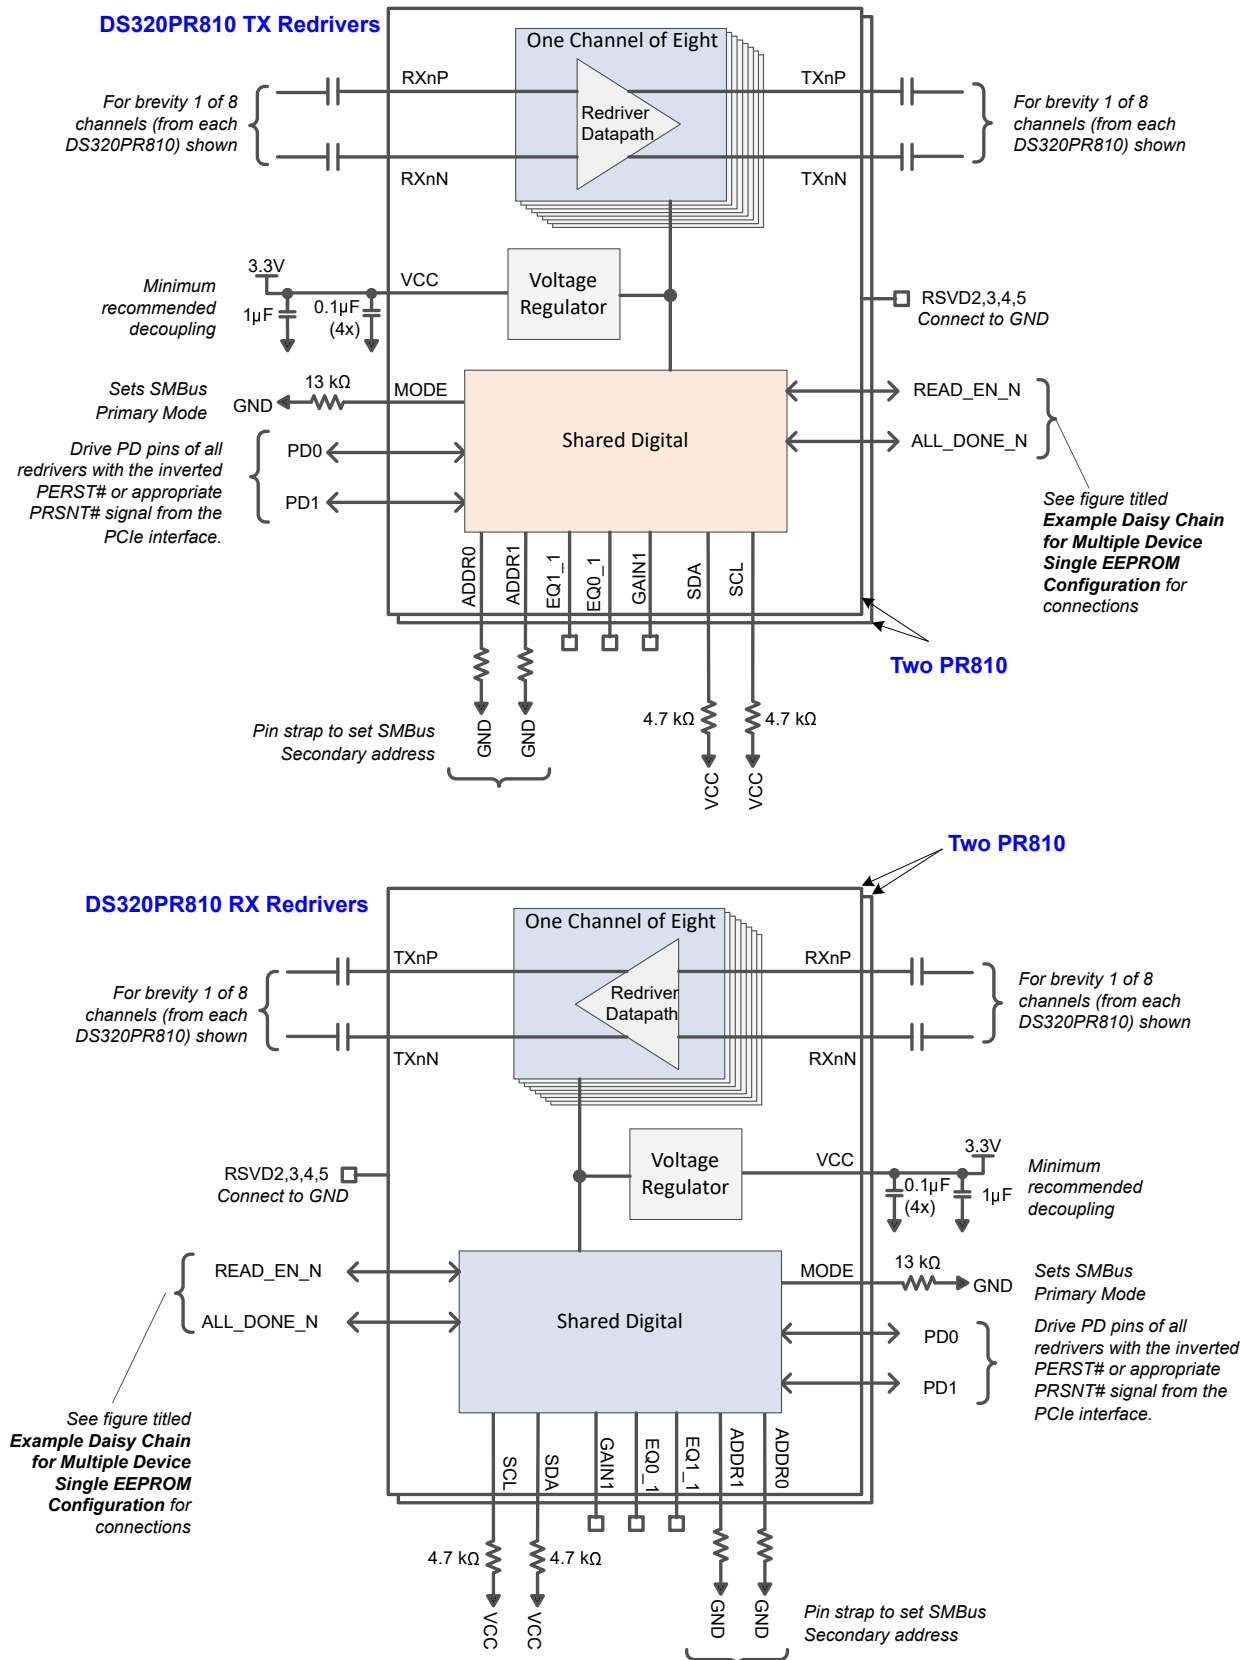 DS320PR810 TX Redrivers
One Channel of Eight
RXnP
TXnP
For brevity 1 of 8
channels (from each
DS320PR810) shown
Redriver
Datapath
For brevity 1 of 8
channels (from each
DS320PR810) shown
RXnN
TXnN
Minimum
recommended
decoupling
3.3V
1µF
0.1µF
(4x)
VCC
Voltage
Regulator
RSVD2,3,4,5
Connect to GND
Sets SMBus
Primary Mode
GND
13 kΩ
MODE
READ_EN_N
Shared Digital
ALL_DONE_N
Drive PD pins of all
redrivers with the inverted
PERST# or appropriate
PRSNT# signal from the
PCIe interface.
PD0
PD1
See figure titled
Example Daisy Chain
for Multiple Device
Single EEPROM
Configuration for
connections
ADDR0
ADDR1
EQ1_1
EQ0_1
GAIN1
SDA
SCL
Two PR810
4.7 kΩ
4.7 kΩ
Pin strap to set SMBus
Secondary address
GND
GND
VCC
VCC
Two PR810
DS320PR810 RX Redrivers
One Channel of Eight
TXnP
RXnP
For brevity 1 of 8
channels (from each
DS320PR810) shown
Redriver
Datapath
For brevity 1 of 8
channels (from each
DS320PR810) shown
TXnN
RXnN
RSVD2,3,4,5
Connect to GND
Voltage
Regulator
VCC
3.3V
0.1µF
(4x)
1µF
Minimum
recommended
decoupling
READ_EN_N
ALL_DONE_N
Shared Digital
MODE
13 kΩ
GND
Sets SMBus
Primary Mode
PD0
PD1
Drive PD pins of all
redrivers with the inverted
PERST# or appropriate
PRSNT# signal from the
PCIe interface.
See figure titled
Example Daisy Chain
for Multiple Device
Single EEPROM
Configuration for
connections
SCL
SDA
GAIN1
EQ0_1
EQ1_1
ADDR1
ADDR0
4.7 kΩ
4.7 kΩ
VCC
VCC
GND
GND
Pin strap to set SMBus
Secondary address